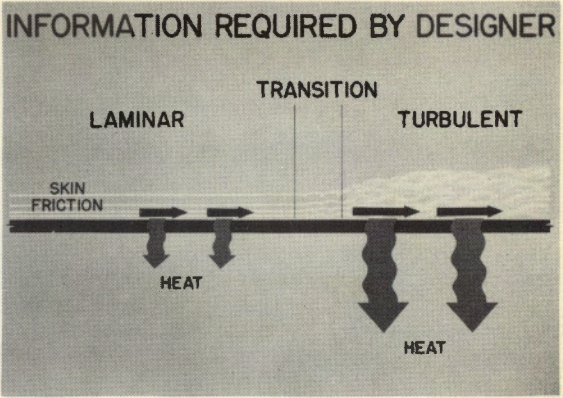 INFORMATION REQUIRED BY DESIGNER
TRANSITION
LAMINAR
TURBULENT
SKIN
FRICTION
HEAT
HEAT